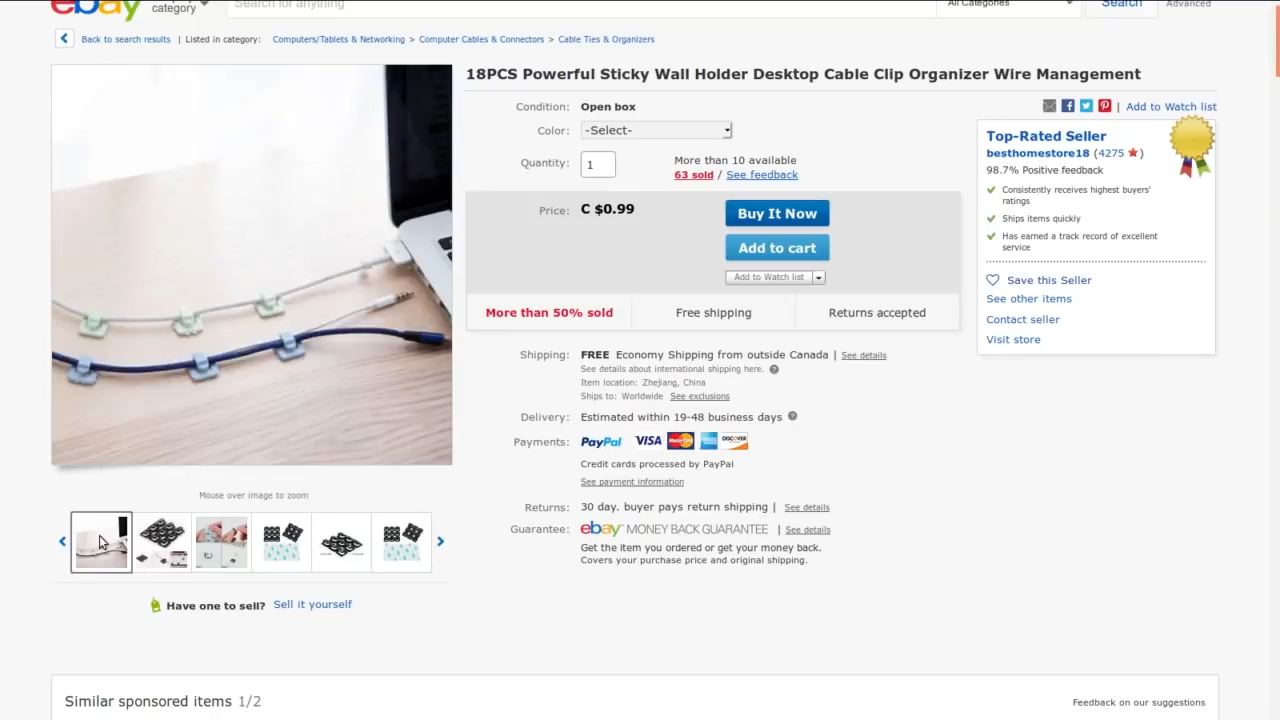 ebay
category
Search for anything
All Categories
Search
Advanced
Back to search results | Listed in category: Computers/Tablets & Networking > Computer Cables & Connectors > Cable Ties & Organizers
18PCS Powerful Sticky Wall Holder Desktop Cable Clip Organizer Wire Management
Condition: Open box
| Add to Watch list
Color: -Select-
Quantity: 1
More than 10 available
63 sold / See feedback
Price: C $0.99
Buy It Now
Add to cart
Add to Watch list
More than 50% sold
Free shipping
Returns accepted
Shipping: FREE Economy Shipping from outside Canada | See details
See details about international shipping here.
Item location: Zhejiang, China
Ships to: Worldwide See exclusions
Delivery: Estimated within 19-48 business days
Payments: PayPal VISA MasterCard DISCOVER
Credit cards processed by PayPal
See payment information
Returns: 30 day. buyer pays return shipping | See details
Guarantee: ebay MONEY BACK GUARANTEE | See details
Get the item you ordered or get your money back.
Covers your purchase price and original shipping.
Top-Rated Seller
besthomestore18 (4275 ★)
98.7% Positive feedback
Consistently receives highest buyers'
ratings
Ships items quickly
Has earned a track record of excellent
service
Save this Seller
See other items
Contact seller
Visit store
Mouse over image to zoom
Have one to sell? Sell it yourself
Similar sponsored items 1/2
Feedback on our suggestions